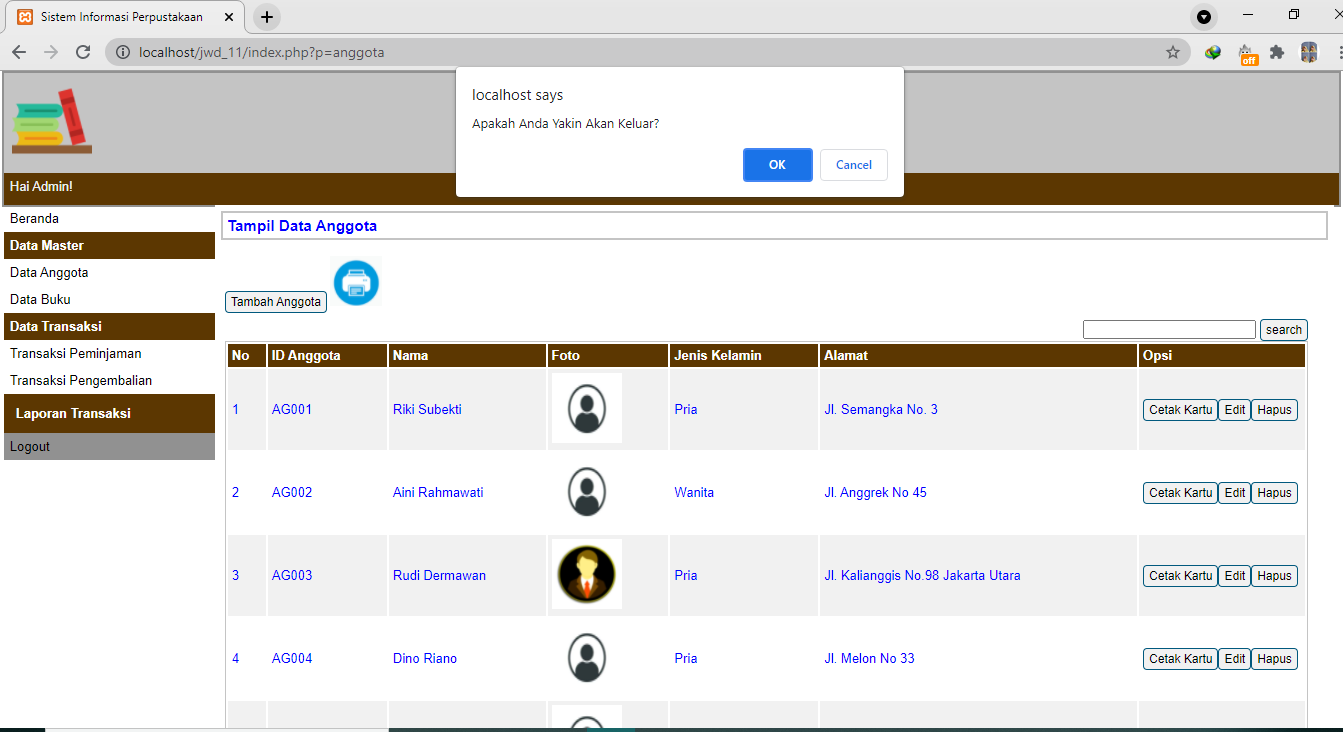 Sistem Informasi Perpustakaan
localhost/jwd_11/index.php?p=anggota
off
localhost says
Apakah Anda Yakin Akan Keluar?
OK Cancel
Hai Admin!
Beranda
Data Master
Data Anggota
Data Buku
Data Transaksi
Transaksi Peminjaman
Transaksi Pengembalian
Laporan Transaksi
Logout
Tampil Data Anggota
Tambah Anggota
search
No ID Anggota Nama Foto Jenis Kelamin Alamat Opsi
1 AG001 Riki Subekti Pria Jl. Semangka No. 3 Cetak Kartu Edit Hapus
2 AG002 Aini Rahmawati Wanita Jl. Anggrek No 45 Cetak Kartu Edit Hapus
3 AG003 Rudi Dermawan Pria Jl. Kalianggis No.98 Jakarta Utara Cetak Kartu Edit Hapus
4 AG004 Dino Riano Pria Jl. Melon No 33 Cetak Kartu Edit Hapus